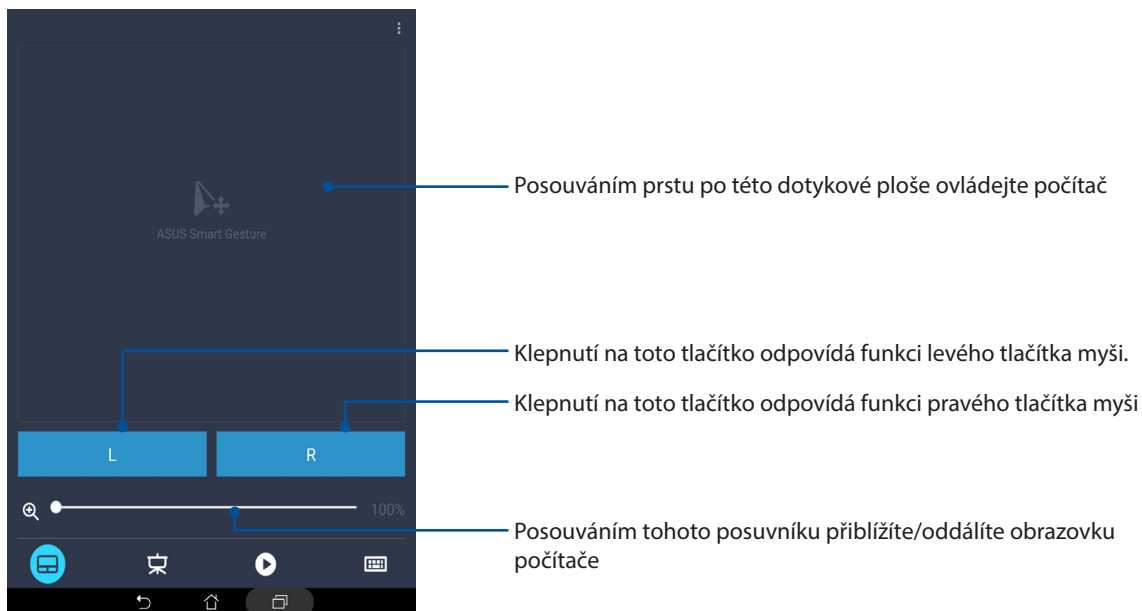 Posouváním prstu po této dotykové ploše ovládejte počítač
ASUS Smart Gesture
Klepnutí na toto tlačítko odpovídá funkci levého tlačítka myši.
Klepnutí na toto tlačítko odpovídá funkci pravého tlačítka myši
L
R
100%
Posouváním tohoto posuvníku přiblížíte/oddálíte obrazovku
počítače